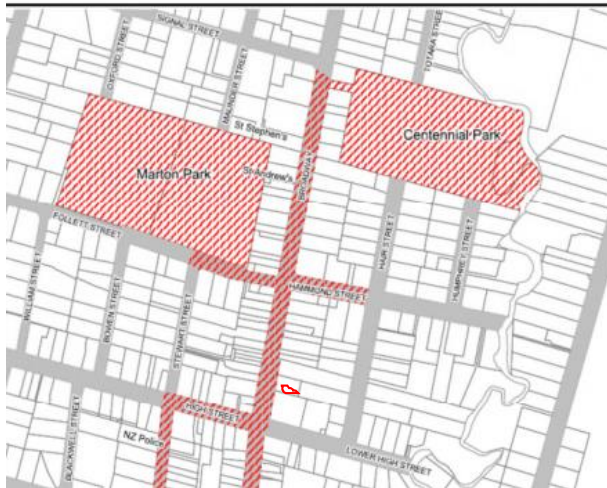 SIGNAL STREET
OXFORD STREET
MAUNDER STREET
TOTARA STREE
St Stephen's
Centennial Park
Marton Park
St Andrew's
BROADWAY
FOLLETT STREET
HAIR STREET
HUMPHREY STREET
WILLIAM STREET
BOWEN STREET
STEWART STREET
HAMMOND STREET
HIGH STREET
NZ Police
BLACKWELL STREET
LOWER HIGH STREET